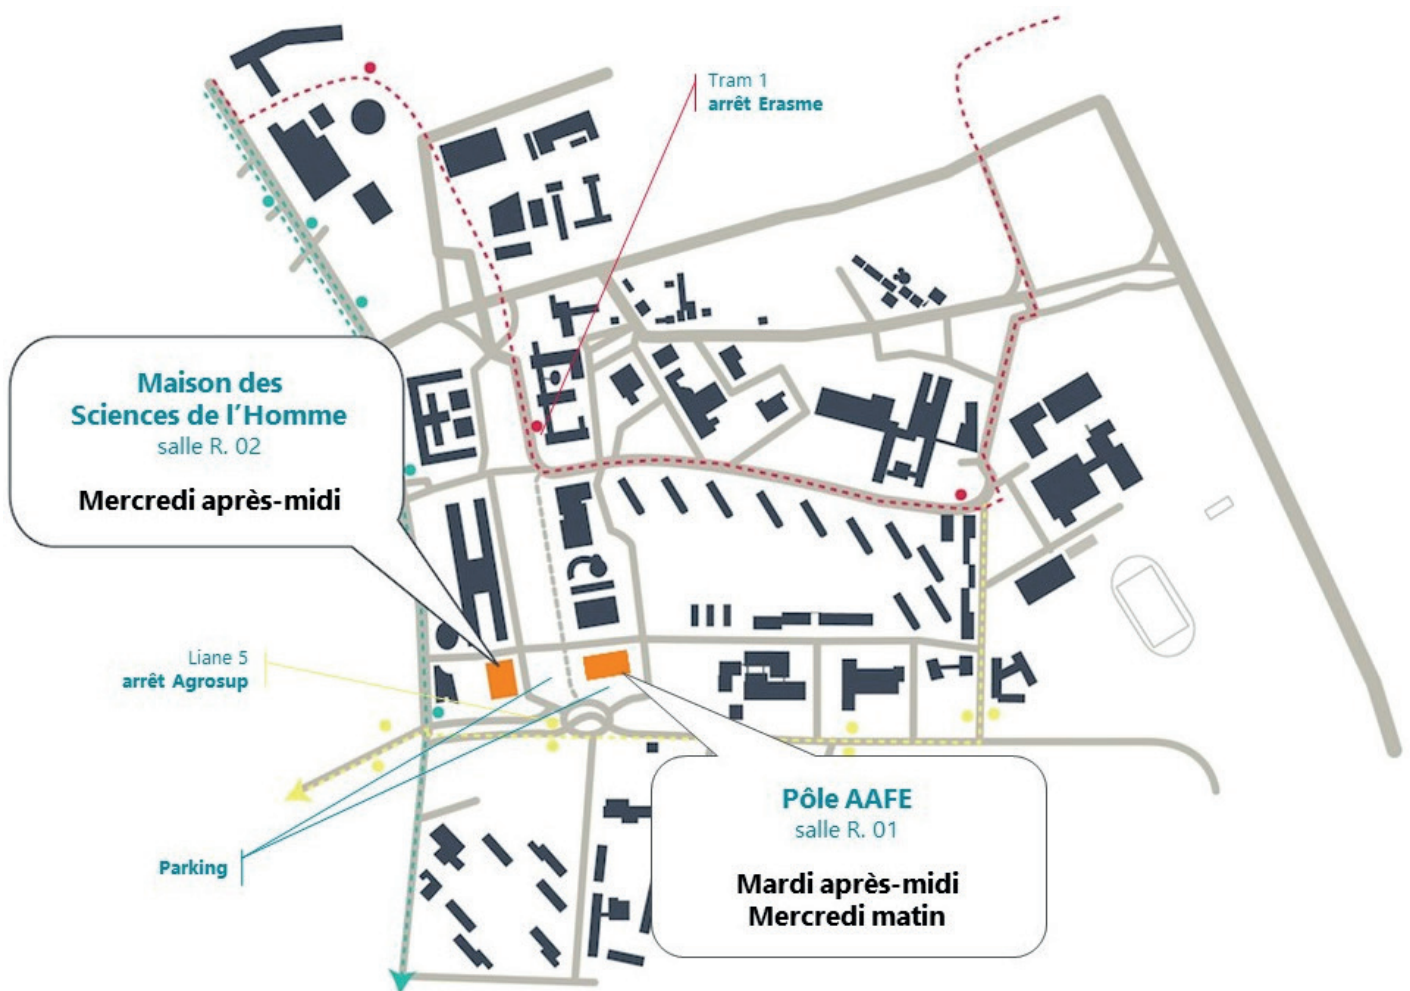 Tram 1
arrêt Erasme
Maison des
Sciences de l'Homme
salle R. 02
Mercredi après-midi
Liane 5
arrêt Agrosup
Parking
Pôle AAFE
salle R. 01
Mardi après-midi
Mercredi matin